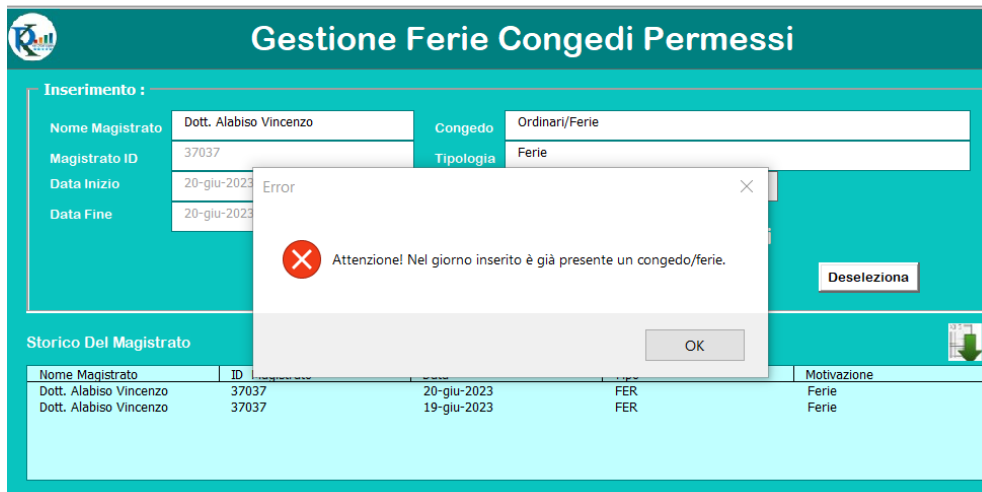 Gestione Ferie Congedi Permessi
Inserimento :
Nome Magistrato Dott. Alabiso Vincenzo Congedo Ordinari/Ferie
Magistrato ID 37037 Tipologia Ferie
Data Inizio 20-giu-2023
Data Fine 20-giu-2023
Error
Attenzione! Nel giorno inserito è già presente un congedo/ferie.
OK
Deseleziona
Storico Del Magistrato
Nome Magistrato ID Motivazione
Dott. Alabiso Vincenzo 37037 20-giu-2023 FER Ferie
Dott. Alabiso Vincenzo 37037 19-giu-2023 FER Ferie